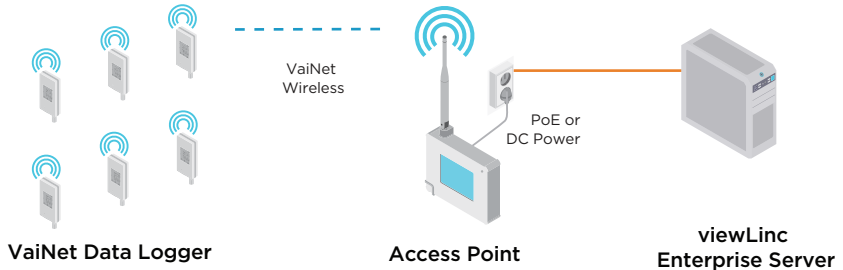 VaiNet
Wireless
PoE or
DC Power
VaiNet Data Logger
Access Point
viewLinc
Enterprise Server